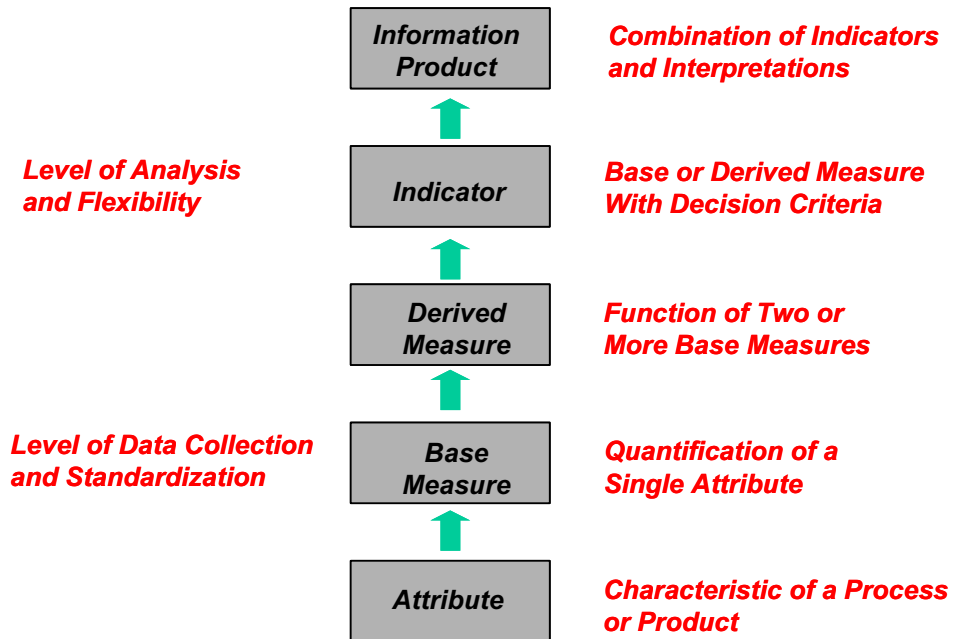 Information
Product
Combination of Indicators
and Interpretations
Level of Analysis
and Flexibility
Indicator
Base or Derived Measure
With Decision Criteria
Derived
Measure
Function of Two or
More Base Measures
Level of Data Collection
and Standardization
Base
Measure
Quantification of a
Single Attribute
Attribute
Characteristic of a Process
or Product